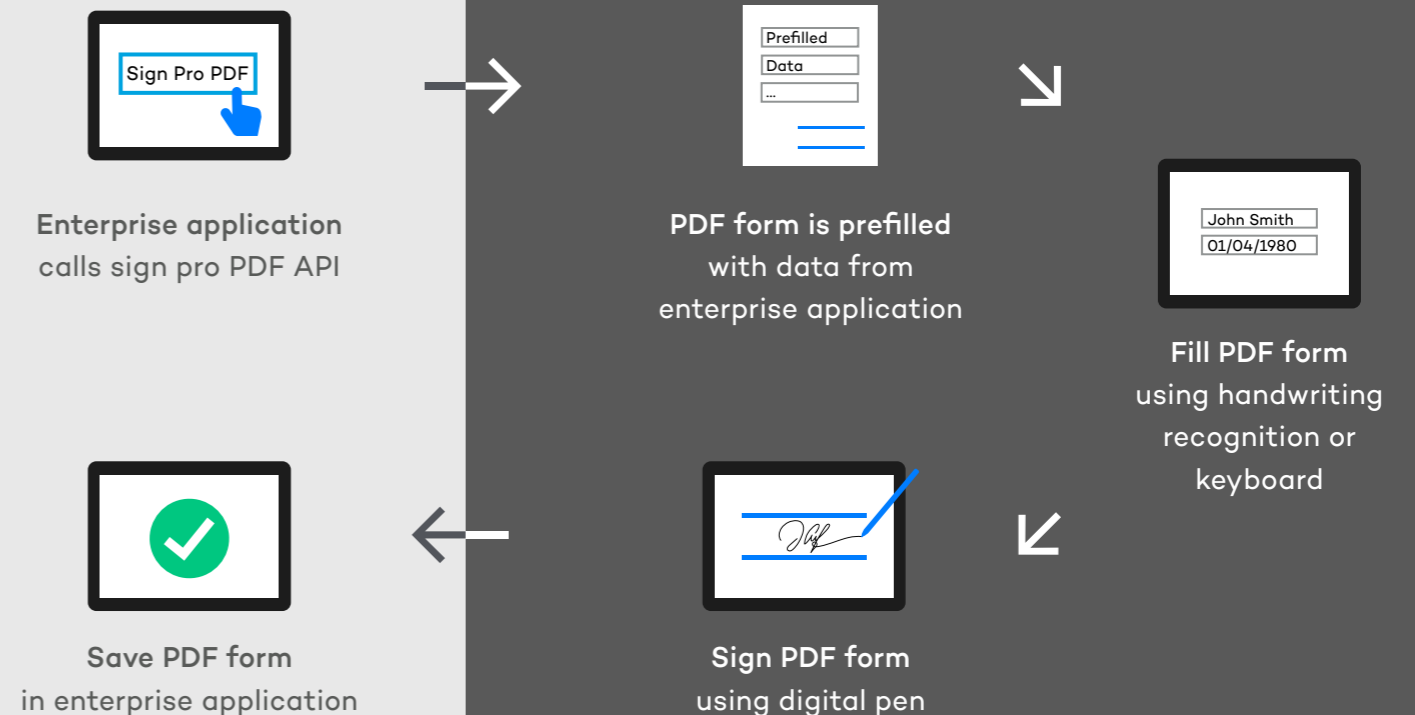 Sign Pro PDF
Enterprise application
calls sign pro PDF API
Prefilled
Data
...
PDF form is prefilled
with data from
enterprise application
John Smith
01/04/1980
Fill PDF form
using handwriting
recognition or
keyboard
Sign PDF form
using digital pen
Save PDF form
in enterprise application